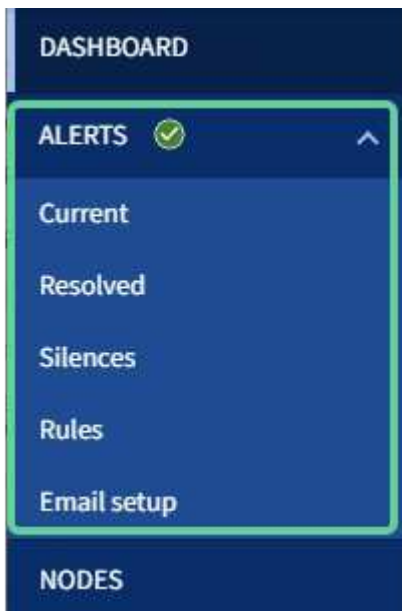 DASHBOARD
ALERTS
Current
Resolved
Silences
Rules
Email setup
NODES